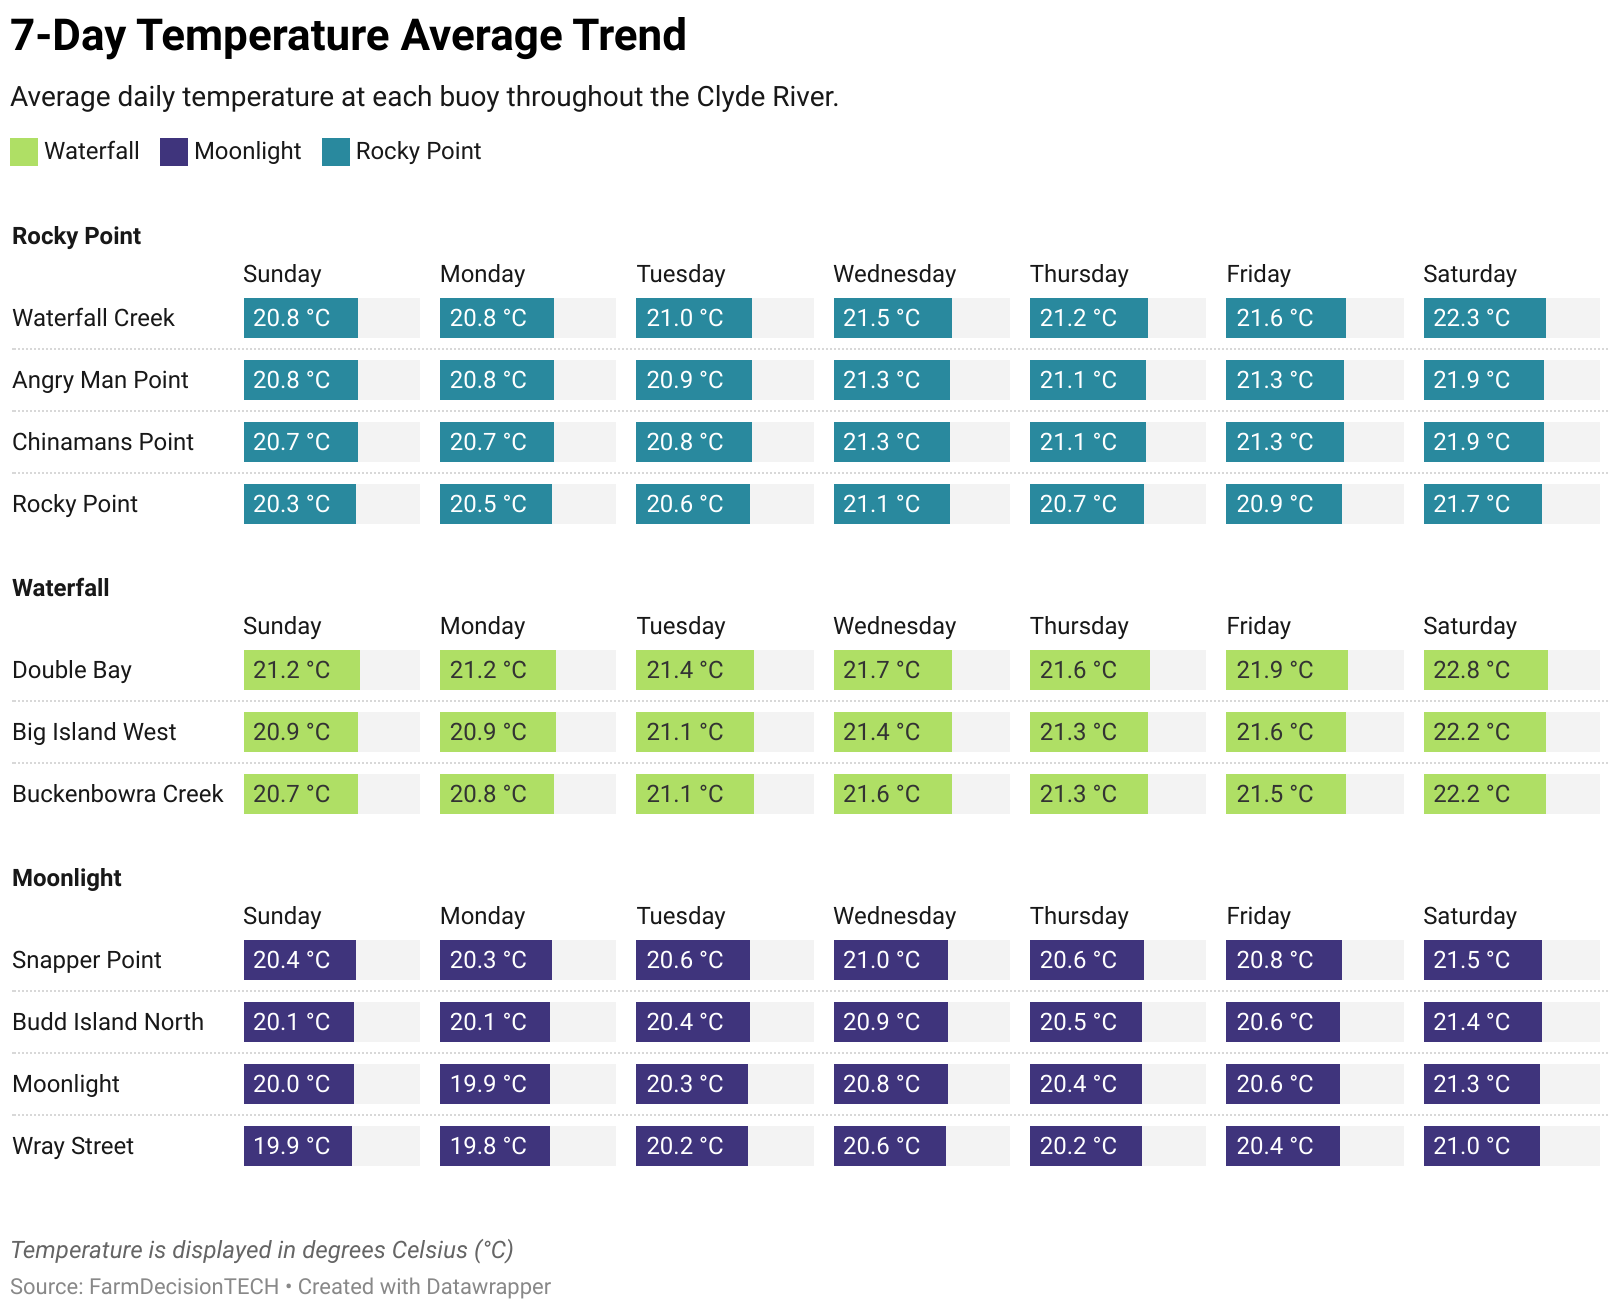 7-Day Temperature Average Trend
Average daily temperature at each buoy throughout the Clyde River.
Waterfall Moonlight Rocky Point
Rocky Point
Sunday Monday Tuesday Wednesday Thursday Friday Saturday
Waterfall Creek 20.8 °C 20.8 °C 21.0 °C 21.5 °C 21.2 °C 21.6 °C 22.3 °C
Angry Man Point 20.8 °C 20.8 °C 20.9 °C 21.3 °C 21.1 °C 21.3 °C 21.9 °C
Chinamans Point 20.7 °C 20.7 °C 20.8 °C 21.3 °C 21.1 °C 21.3 °C 21.9 °C
Rocky Point 20.3 °C 20.5 °C 20.6 °C 21.1 °C 20.7 °C 20.9 °C 21.7 °C
Waterfall
Sunday Monday Tuesday Wednesday Thursday Friday Saturday
Double Bay 21.2 °C 21.2 °C 21.4 °C 21.7 °C 21.6 °C 21.9 °C 22.8 °C
Big Island West 20.9 °C 20.9 °C 21.1 °C 21.4 °C 21.3 °C 21.6 °C 22.2 °C
Buckenbowra Creek 20.7 °C 20.8 °C 21.1 °C 21.6 °C 21.3 °C 21.5 °C 22.2 °C
Moonlight
Sunday Monday Tuesday Wednesday Thursday Friday Saturday
Snapper Point 20.4 °C 20.3 °C 20.6 °C 21.0 °C 20.6 °C 20.8 °C 21.5 °C
Budd Island North 20.1 °C 20.1 °C 20.4 °C 20.9 °C 20.5 °C 20.6 °C 21.4 °C
Moonlight 20.0 °C 19.9 °C 20.3 °C 20.8 °C 20.4 °C 20.6 °C 21.3 °C
Wray Street 19.9 °C 19.8 °C 20.2 °C 20.6 °C 20.2 °C 20.4 °C 21.0 °C
Temperature is displayed in degrees Celsius (°C)
Source: FarmDecisionTECH • Created with Datawrapper